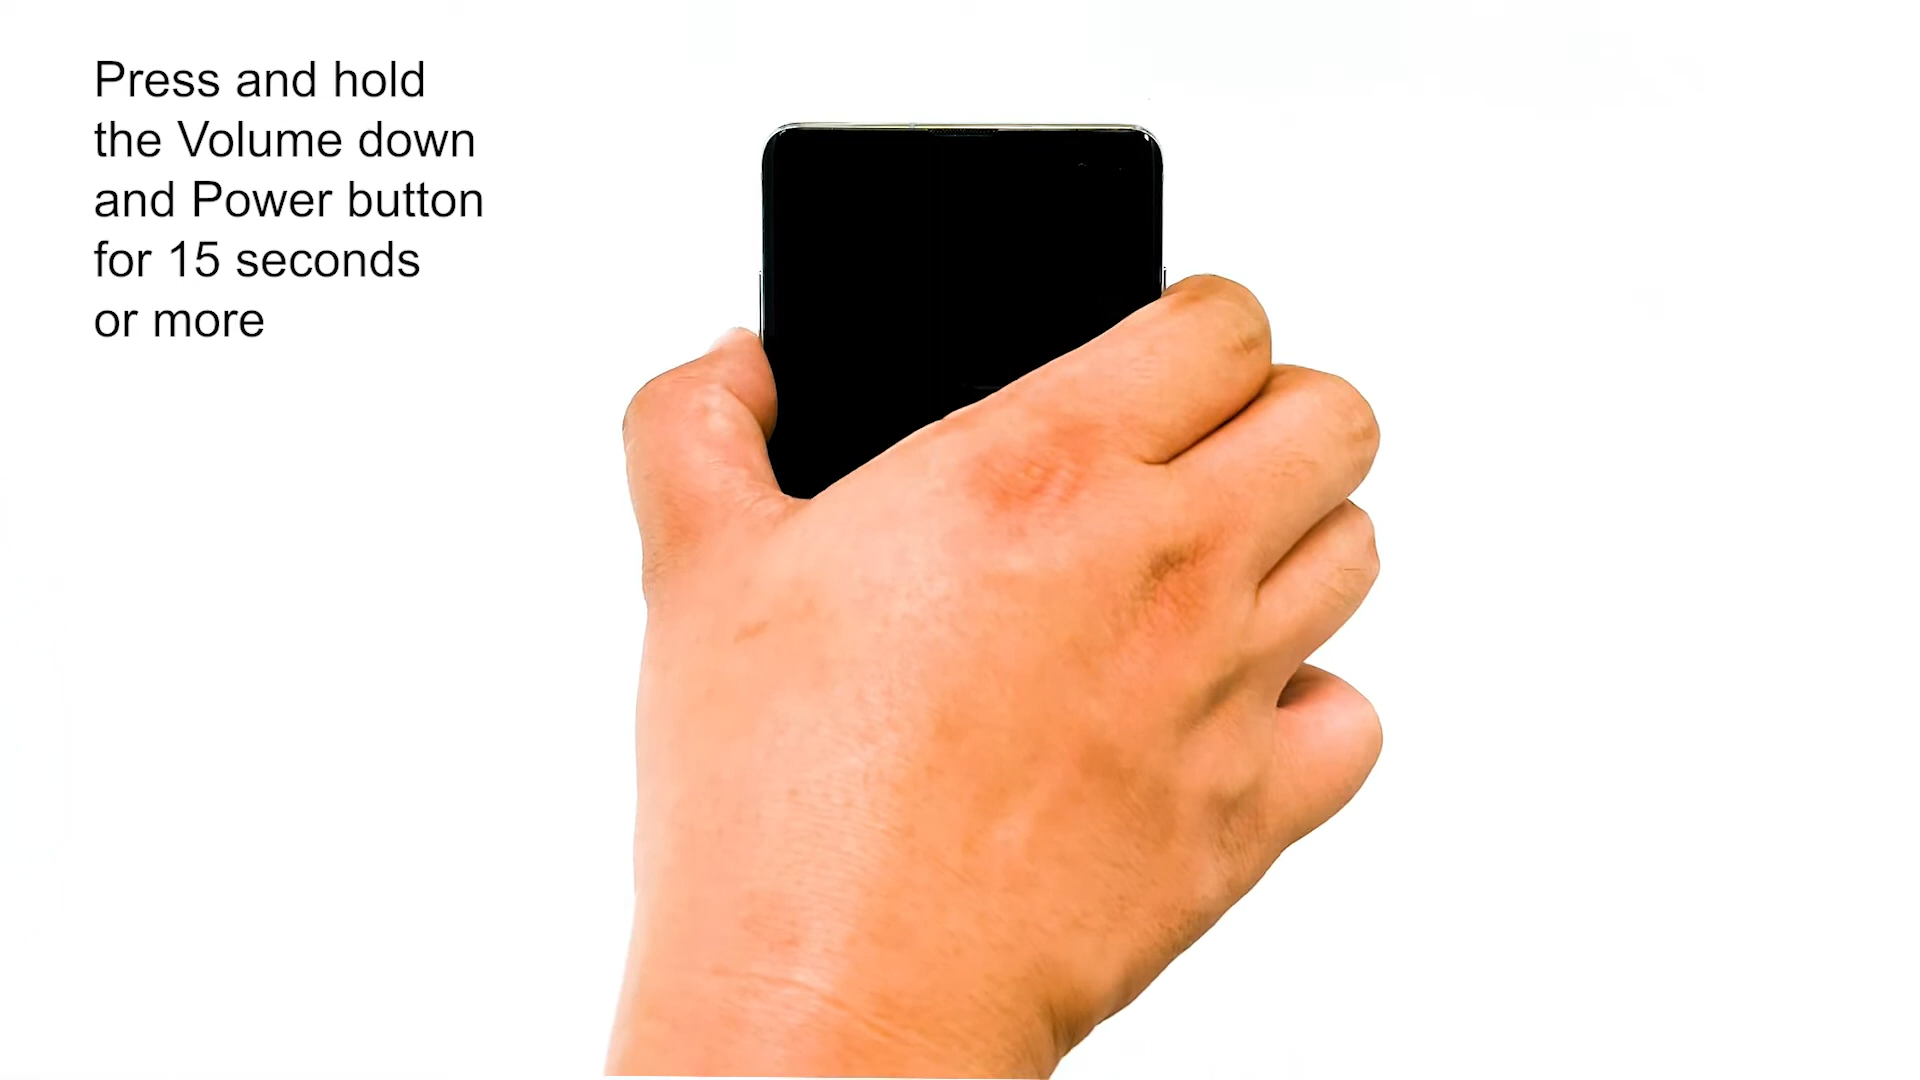 Press and hold
the Volume down
and Power button
for 15 seconds
or more